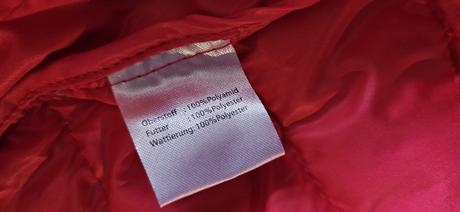 Oberstoff : 100%Polyamid
Futter : 100%Polyester
Wattierung: 100%Polyester